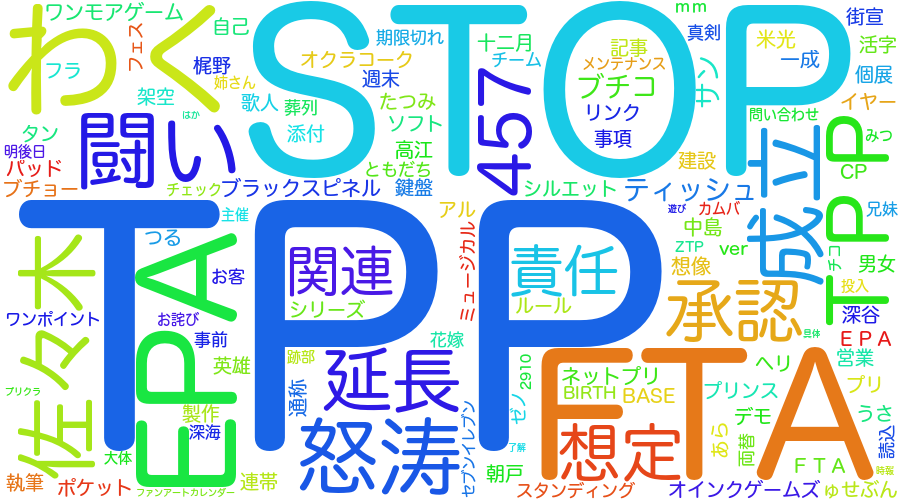 ワンモアゲーム
わく
STOP
mm
街宣
自己
フェス
期限切れ
十二月
記事
真剣
米光
活字
フラ
梶野
オクラコーク
チーム
メンテナンス
一成
姉さん
週末
サン
個展
架空
歌人
葬列
たつみ
457
ブチコ
リンク
イヤー
はか
闘い
添付
ソフト
事項
問い合わせ
タン
明後日
高江
みつ
成立
TPP
パッド
ともだち
建設
CP
ブチョー
チェック
ブラックスピネル
鍵盤
シルエット
ティッシュ
TPP
主催
アル
遊び
カムバ
兄妹
佐々木
つる
中島
EPA
関連
ミュージカル
責任
ZTP
ver
チコ
男女
お客
想像
シリーズ
ルール
承認
投入
ワンポイント
お詫び
深谷
事前
花嫁
皇体
EPA
英雄
跡部
延長
FTA
営業
ヘリ
2910
ネットプリ
プリ
プリクラ
通称
BIRTH
BASE
プリンス
製作
ゼノ
デモ
うさ
深海
怒涛
セブンイレブン
想定
あら
両替
読込
大体
了解
FTA
時報
執筆
ポケット
連帯
朝戸
ファンアートカレンダー
スタンディング
オインクゲームズ
ゅせぶん